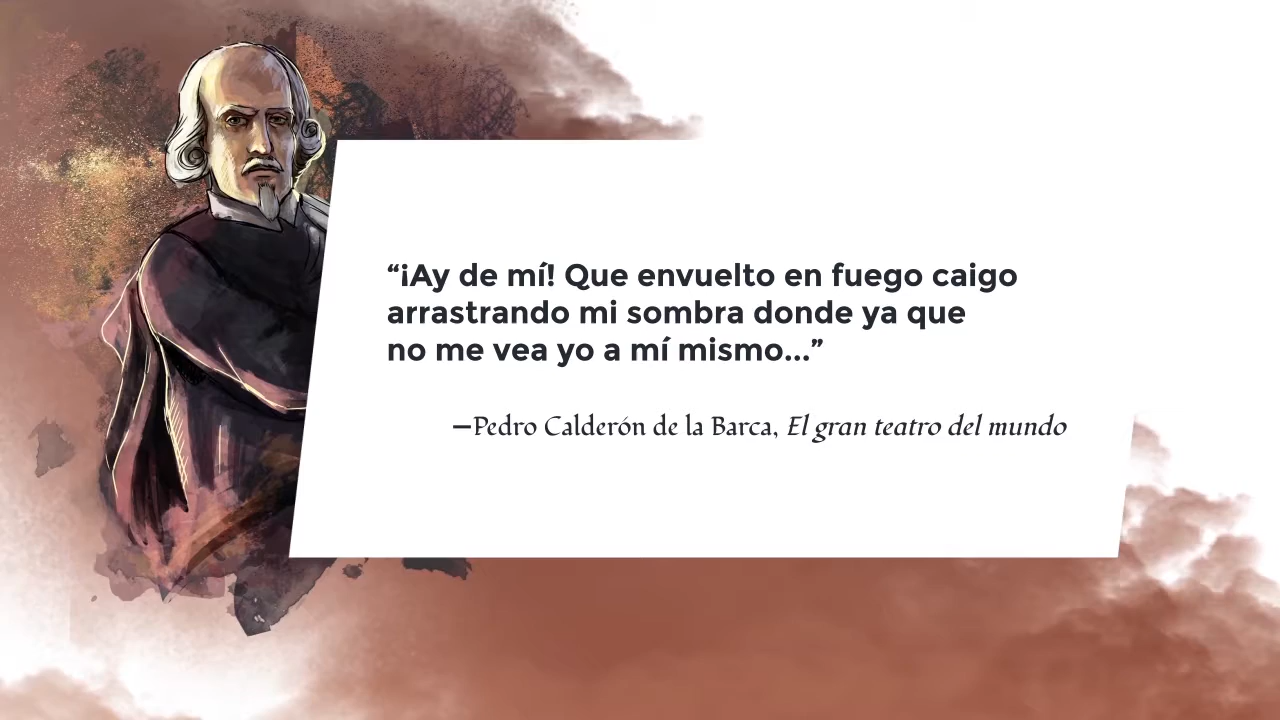 “¡Ay de mí! Que envuelto en fuego caigo
arrastrando mi sombra donde ya que
no me vea yo a mí mismo...”
—Pedro Calderón de la Barca, El gran teatro del mundo